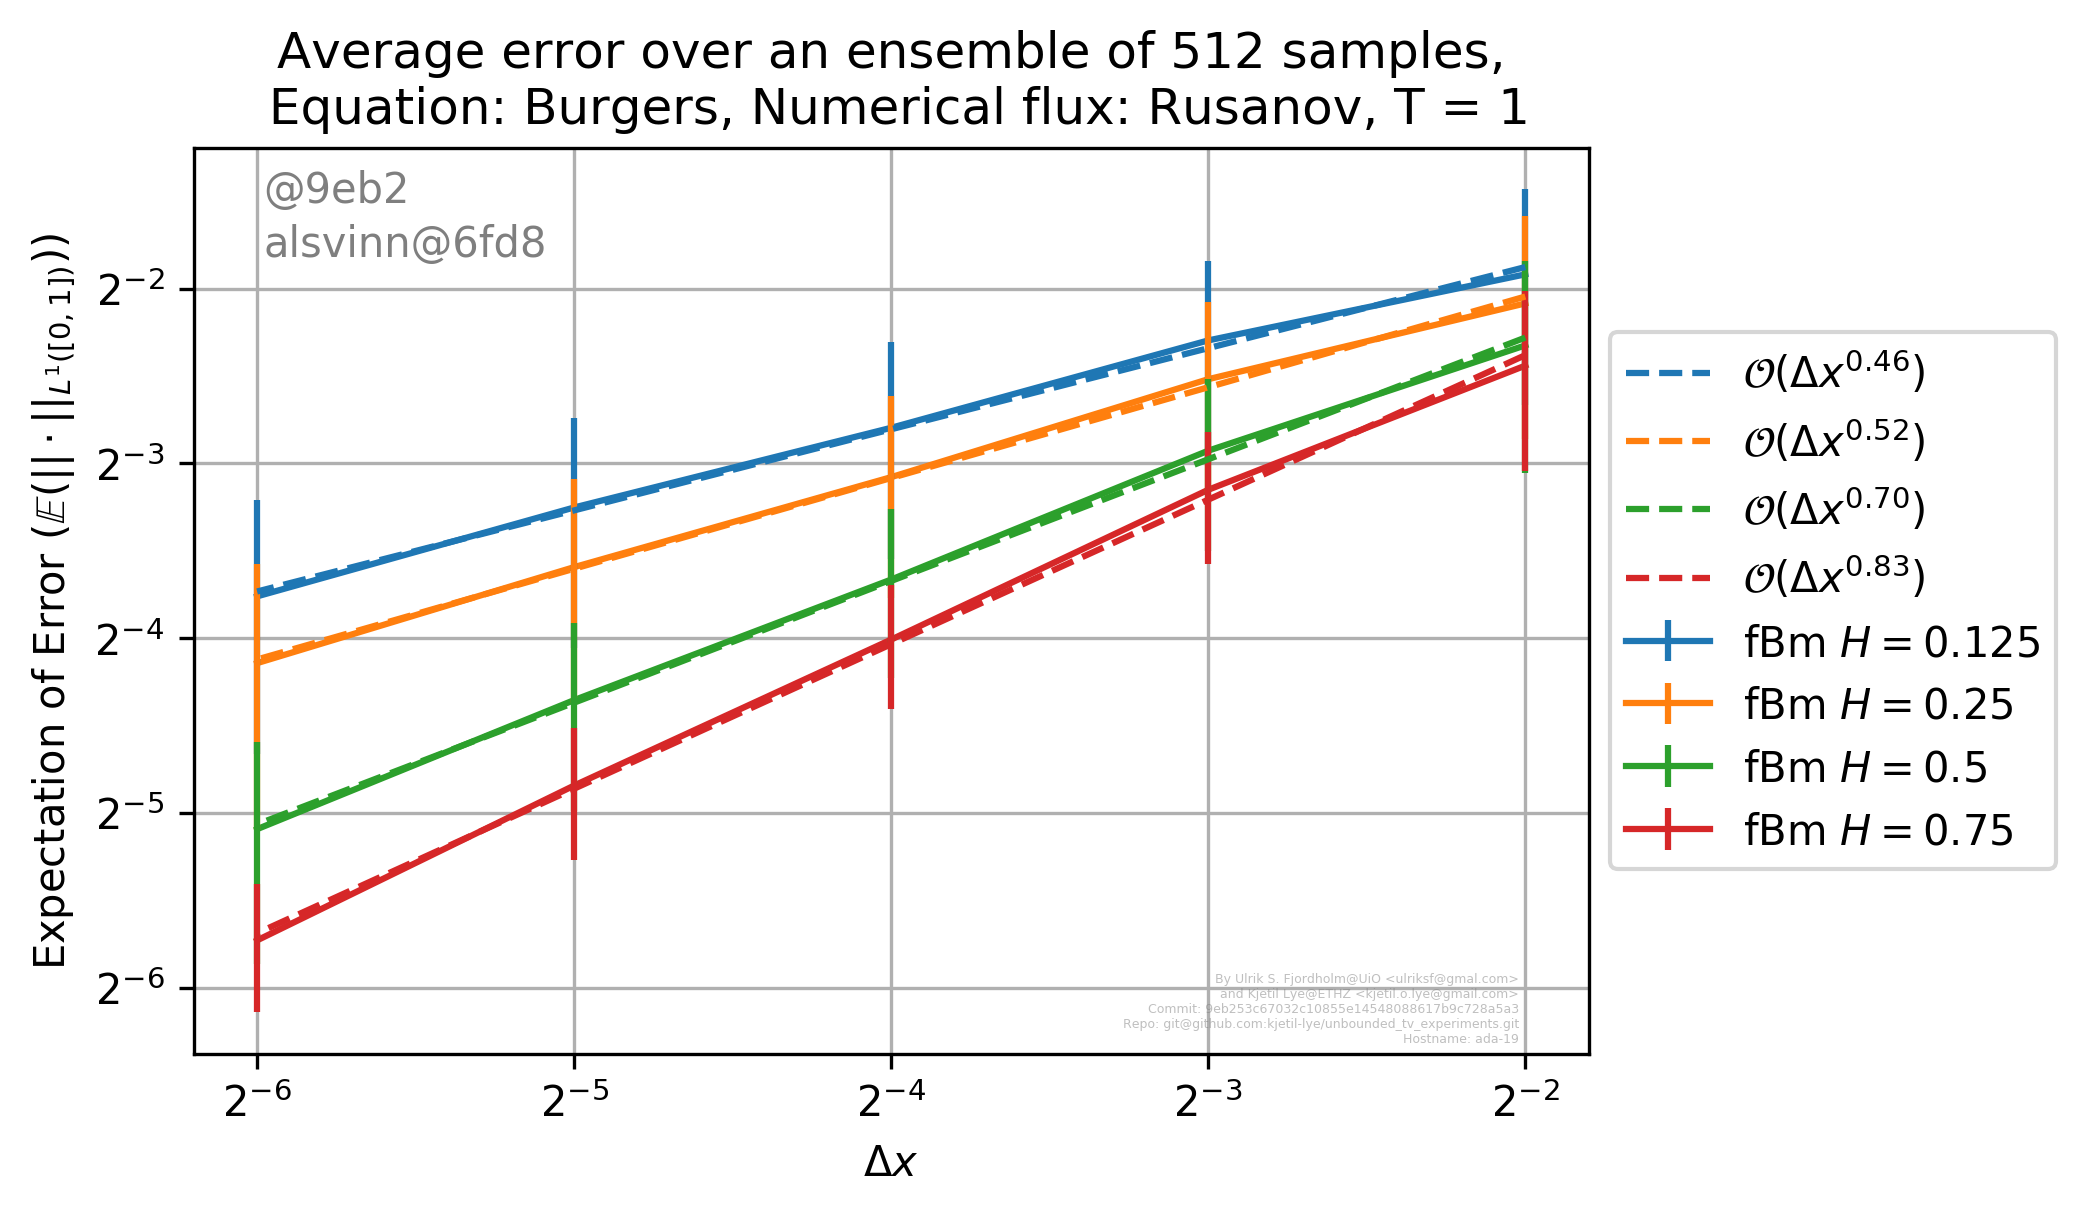 Average error over an ensemble of 512 samples,
Equation: Burgers, Numerical flux: Rusanov, T = 1
@9eb2
alsvinn@6fd8
Expectation of Error (𝔼(|| · ||_{L^1([0, 1])}))
2^{-2}
2^{-3}
2^{-4}
2^{-5}
2^{-6}
By Ulrik S. Fjordholm@UiO <ulriksf@gmal.com>
and Kjetil Lye@ETHZ <kjetil.o.lye@gmail.com>
Commit: 9eb253c67032c10855e14548088617b9c728a5a3
Repo: git@github.com:kjetil-lye/unbounded_tv_experiments.git
Hostname: ada-19
2^{-6} 2^{-5} 2^{-4} 2^{-3} 2^{-2}
Δx
𝒪(Δx^{0.46})
𝒪(Δx^{0.52})
𝒪(Δx^{0.70})
𝒪(Δx^{0.83})
fBm H = 0.125
fBm H = 0.25
fBm H = 0.5
fBm H = 0.75